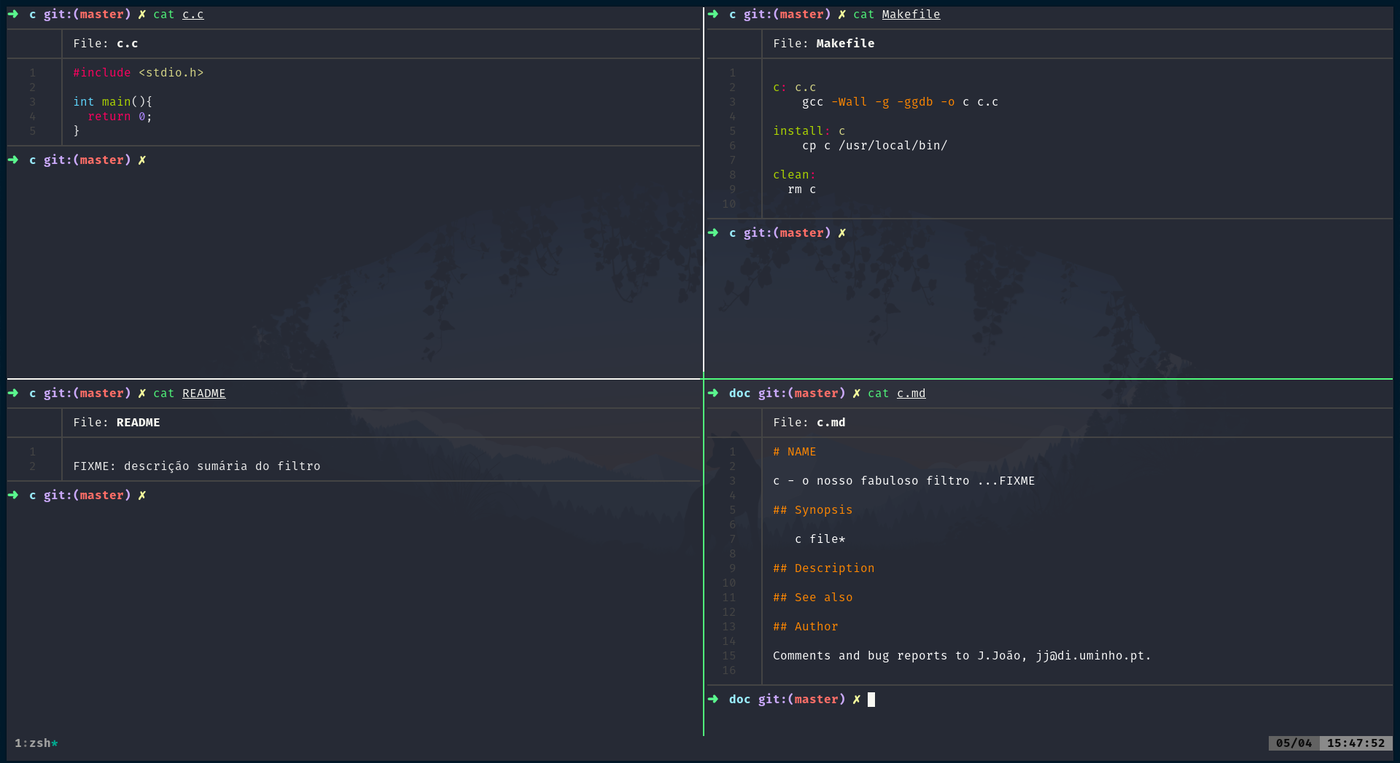 ➜ c git:(master) ✗ cat c.c
File: c.c
1 #include <stdio.h>
2
3 int main(){
4   return 0;
5 }
➜ c git:(master) ✗
➜ c git:(master) ✗ cat Makefile
File: Makefile
1
2 c: c.c
3     gcc -Wall -g -ggdb -o c c.c
4
5 install: c
6     cp c /usr/local/bin/
7
8 clean:
9   rm c
10
➜ c git:(master) ✗
➜ c git:(master) ✗ cat README
File: README
1
2 FIXME: descrição sumária do filtro
➜ c git:(master) ✗
➜ doc git:(master) ✗ cat c.md
File: c.md
1 # NAME
2
3 c - o nosso fabuloso filtro ...FIXME
4
5 ## Synopsis
6
7    c file*
8
9 ## Description
10
11 ## See also
12
13 ## Author
14
15 Comments and bug reports to J.João, jj@di.uminho.pt.
16
➜ doc git:(master) ✗
1:zsh* 05/04 15:47:52